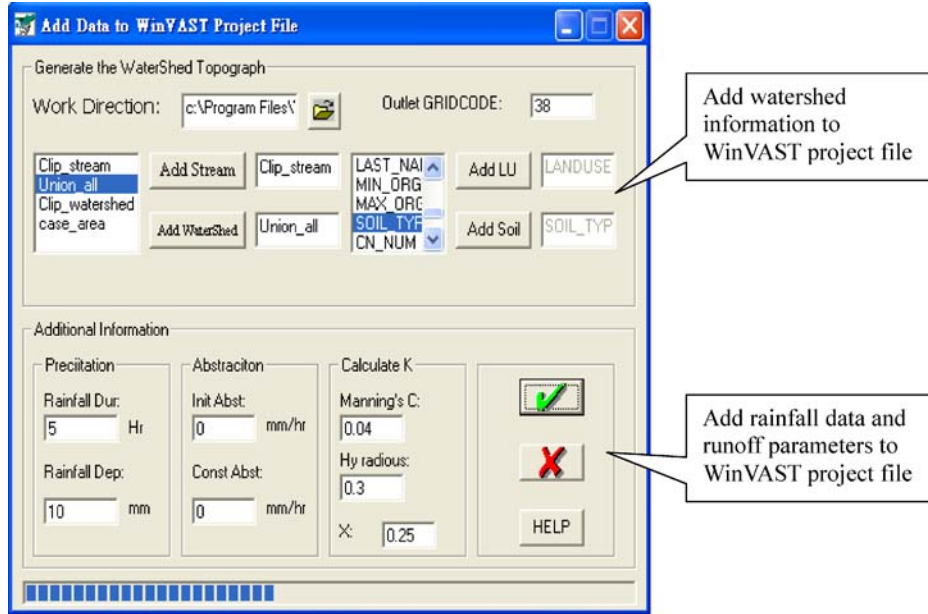 Add Data to WinVAST Project File
Generate the WaterShed Topograph
Work Direction:
c:\Program Files\
Outlet GRIDCODE:
38
Clip_stream
Union_all
Clip_watershed
case_area
Add Stream
Clip_stream
Add WaterShed
Union_all
LAST_NAI
MIN_ORG
MAX_ORG
SOIL_TYF
CN_NUM
Add LU
LANDUSE
Add Soil
SOIL_TYP
Additional Information
Preciitation
Rainfall Dur:
5 Hr
Rainfall Dep:
10 mm
Abstraciton
Init Abst:
0 mm/hr
Const Abst:
0 mm/hr
Calculate K
Manning's C:
0.04
Hy radious:
0.3
X: 0.25
HELP
Add watershed
information to
WinVAST project file
Add rainfall data and
runoff parameters to
WinVAST project file